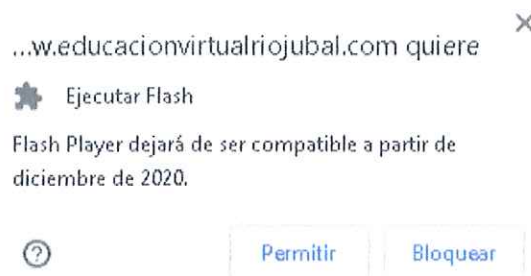 ...w.educacionvirtualriojubal.com quiere
Ejecutar Flash
Flash Player dejará de ser compatible a partir de
diciembre de 2020.
Permitir Bloquear